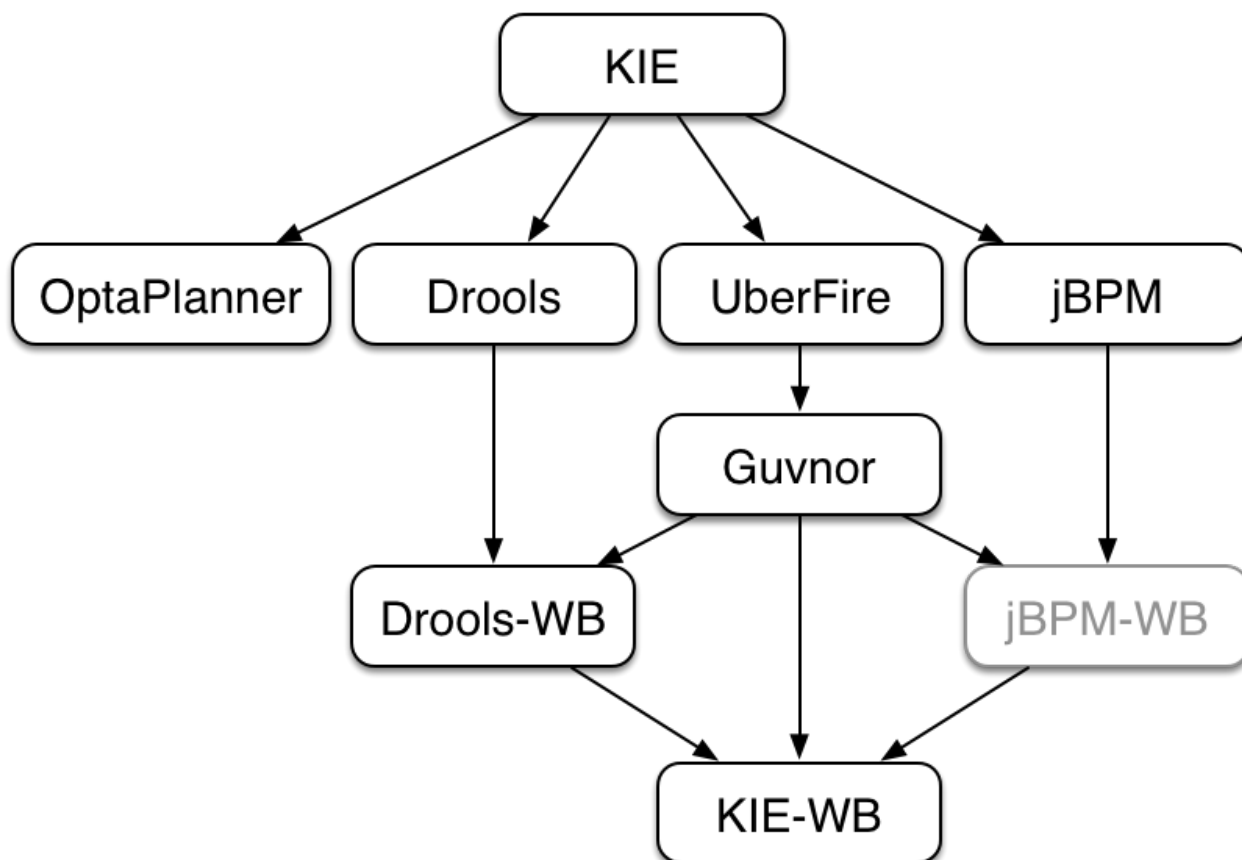 KIE
OptaPlanner
Drools
UberFire
jBPM
Guvnor
Drools-WB
jBPM-WB
KIE-WB